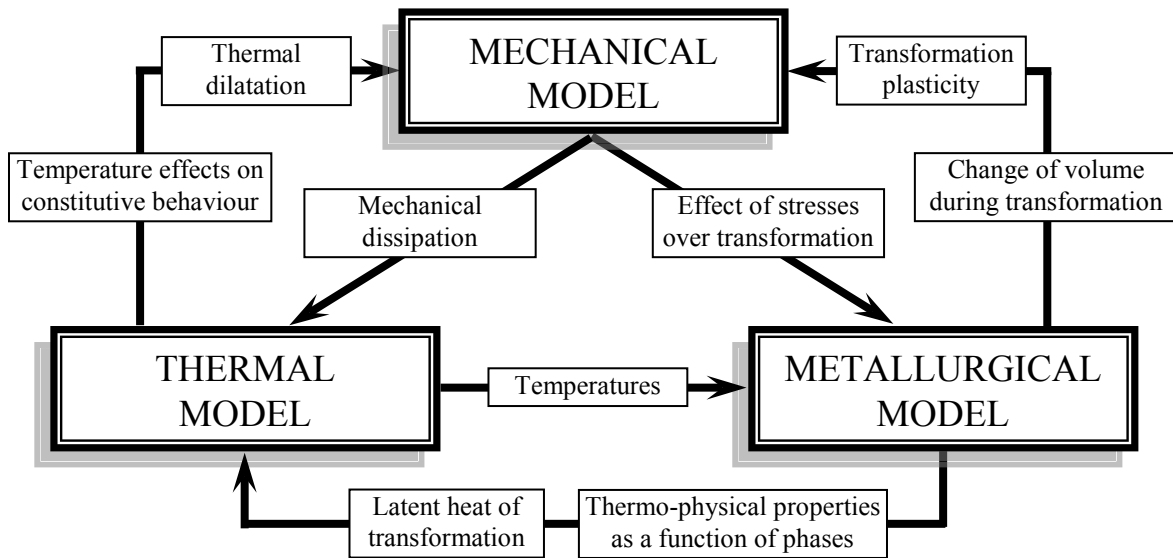 Thermal
dilatation
MECHANICAL
MODEL
Transformation
plasticity
Temperature effects on
constitutive behaviour
Mechanical
dissipation
Effect of stresses
over transformation
Change of volume
during transformation
THERMAL
MODEL
Temperatures
METALLURGICAL
MODEL
Latent heat of
transformation
Thermo-physical properties
as a function of phases